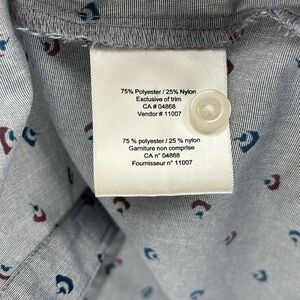 75% Polyester / 25% Nylon
Exclusive of trim
CA # 04868
Vendor # 11007
75 % polyester / 25 % nylon
Garniture non comprise
CA n° 04868
Fournisseur n° 11007